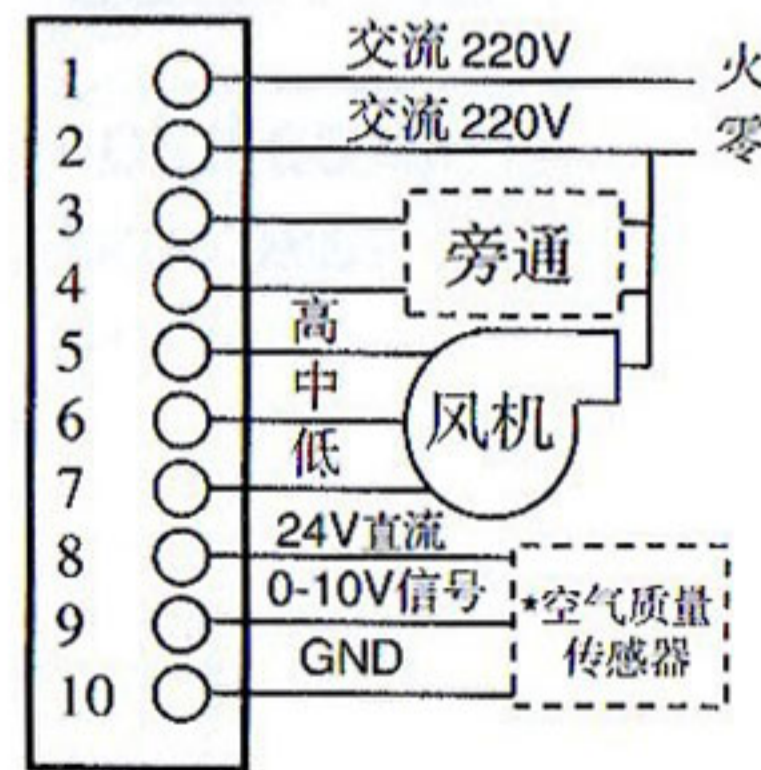 1 交流 220V 火
2 交流 220V 零
3
4 旁通
5 高
6 中 风机
7 低
8 24V直流
9 0-10V信号 *空气质量
10 GND 传感器